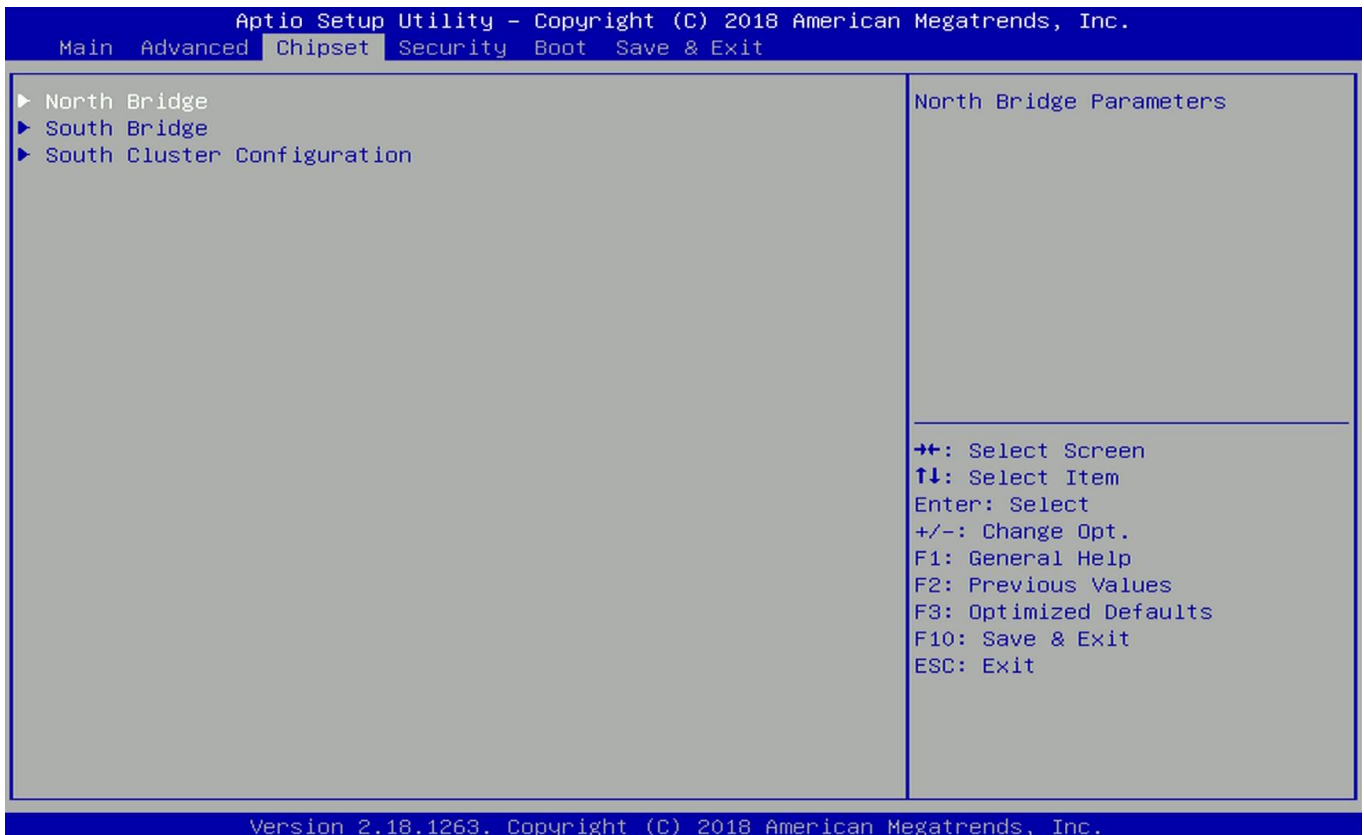 Aptio Setup Utility – Copyright (C) 2018 American Megatrends, Inc.
Main Advanced Chipset Security Boot Save & Exit
► North Bridge
► South Bridge
► South Cluster Configuration
North Bridge Parameters
→←: Select Screen
↑↓: Select Item
Enter: Select
+/-: Change Opt.
F1: General Help
F2: Previous Values
F3: Optimized Defaults
F10: Save & Exit
ESC: Exit
Version 2.18.1263. Copyright (C) 2018 American Megatrends, Inc.